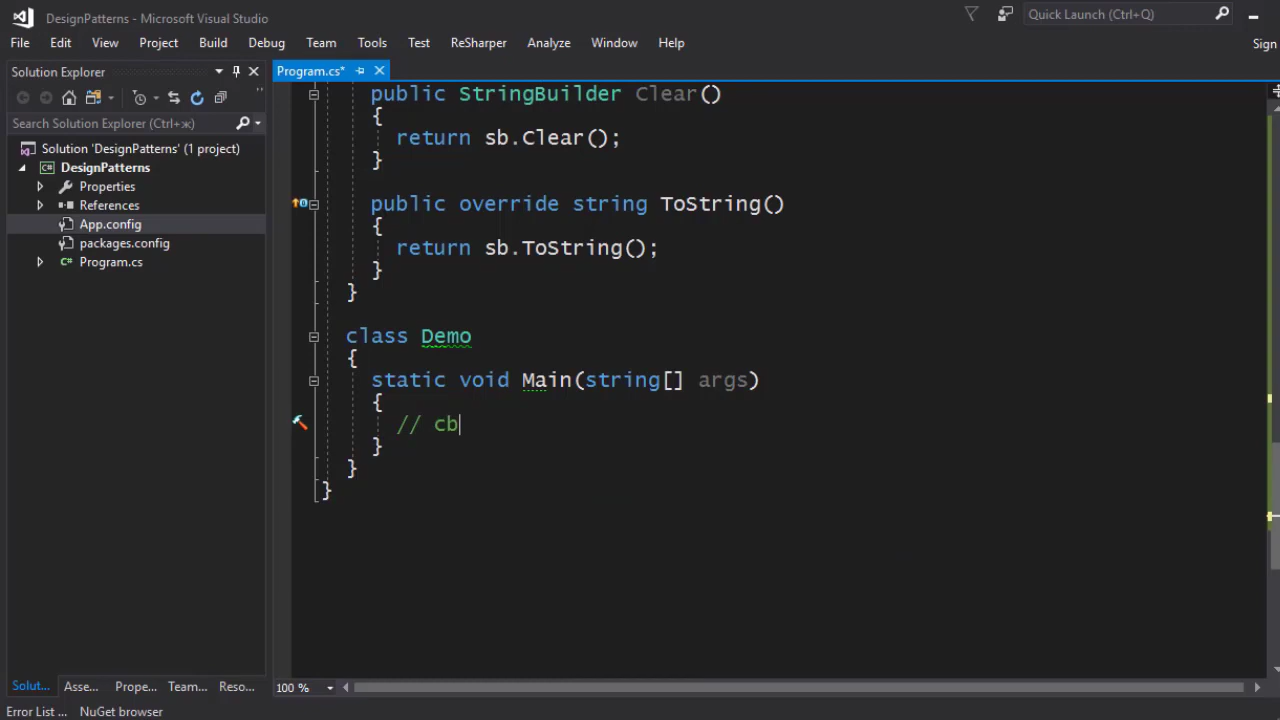 DesignPatterns - Microsoft Visual Studio
Quick Launch (Ctrl+Q)
File Edit View Project Build Debug Team Tools Test ReSharper Analyze Window Help
Sign
Solution Explorer
Program.cs*
Search Solution Explorer (Ctrl+ж)
Solution 'DesignPatterns' (1 project)
DesignPatterns
Properties
References
App.config
packages.config
Program.cs
public StringBuilder Clear()
{
return sb.Clear();
}
public override string ToString()
{
return sb.ToString();
}
}
class Demo
{
static void Main(string[] args)
{
// cb
}
}
}
Solut... Asse... Prope... Team... Reso...
100 %
Error List ... NuGet browser